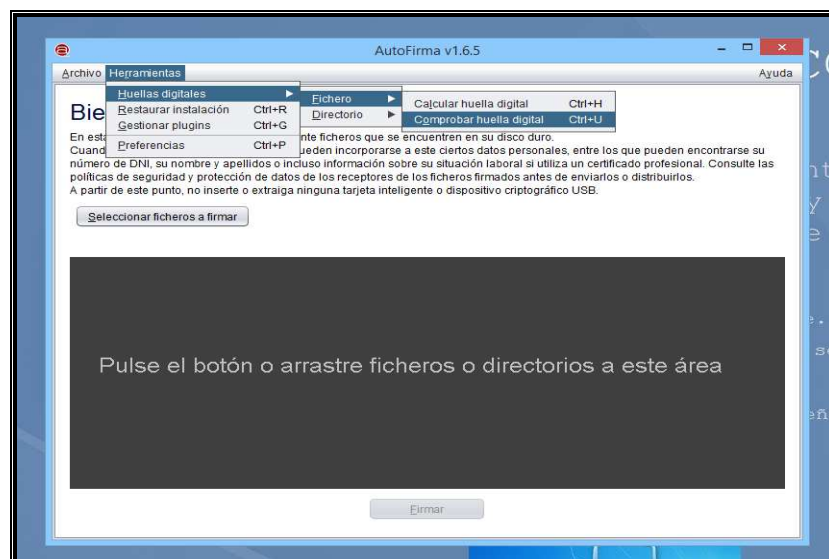 AutoFirma v1.6.5
Archivo Herramientas Ayuda
Huellas digitales
Restaurar instalación Ctrl+R
Gestionar plugins Ctrl+G
Preferencias Ctrl+P
Fichero
Directorio
Calcular huella digital Ctrl+H
Comprobar huella digital Ctrl+U
Bie
En esta
nte ficheros que se encuentren en su disco duro.
Cuand
ueden incorporarse a este ciertos datos personales, entre los que pueden encontrarse su
número de DNI, su nombre y apellidos o incluso información sobre su situación laboral si utiliza un certificado profesional. Consulte las
políticas de seguridad y protección de datos de los receptores de los ficheros firmados antes de enviarlos o distribuirlos.
A partir de este punto, no inserte o extraiga ninguna tarjeta inteligente o dispositivo criptográfico USB.
Seleccionar ficheros a firmar
Pulse el botón o arrastre ficheros o directorios a este área
Firmar